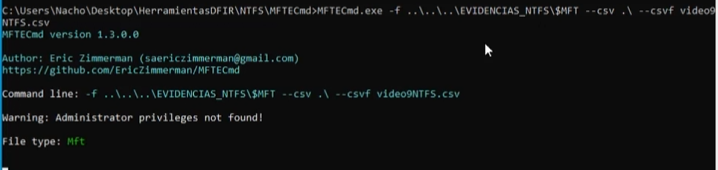 C:\Users\Nacho\Desktop\HerramientasDFIR\NTFS\MFTECmd>MFTECmd.exe -f ..\..\..\EVIDENCIAS_NTFS\$MFT --csv .\ --csvf video9
NTFS.csv
MFTECmd version 1.3.0.0
Author: Eric Zimmerman (saericzimmerman@gmail.com)
https://github.com/EricZimmerman/MFTECmd
Command line: -f ..\..\..\EVIDENCIAS_NTFS\$MFT --csv .\ --csvf video9NTFS.csv
Warning: Administrator privileges not found!
File type: Mft